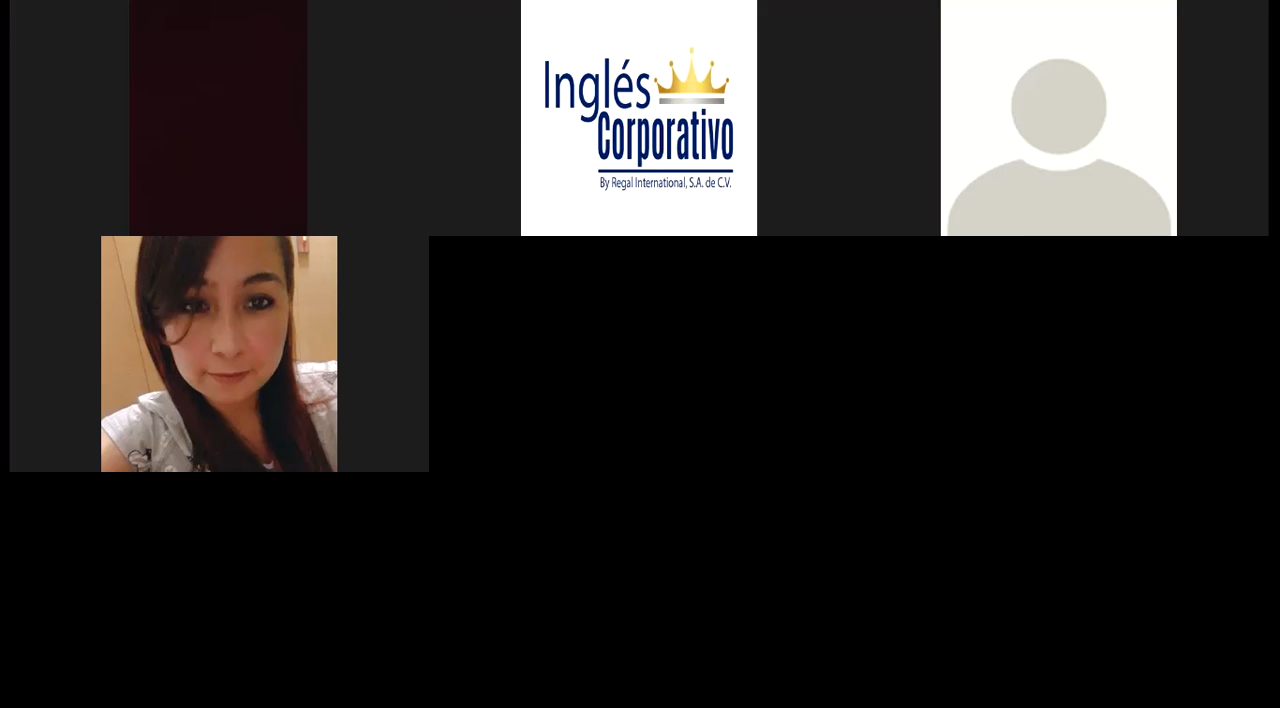 Inglés
Corporativo
By Regal International, S.A. de C.V.